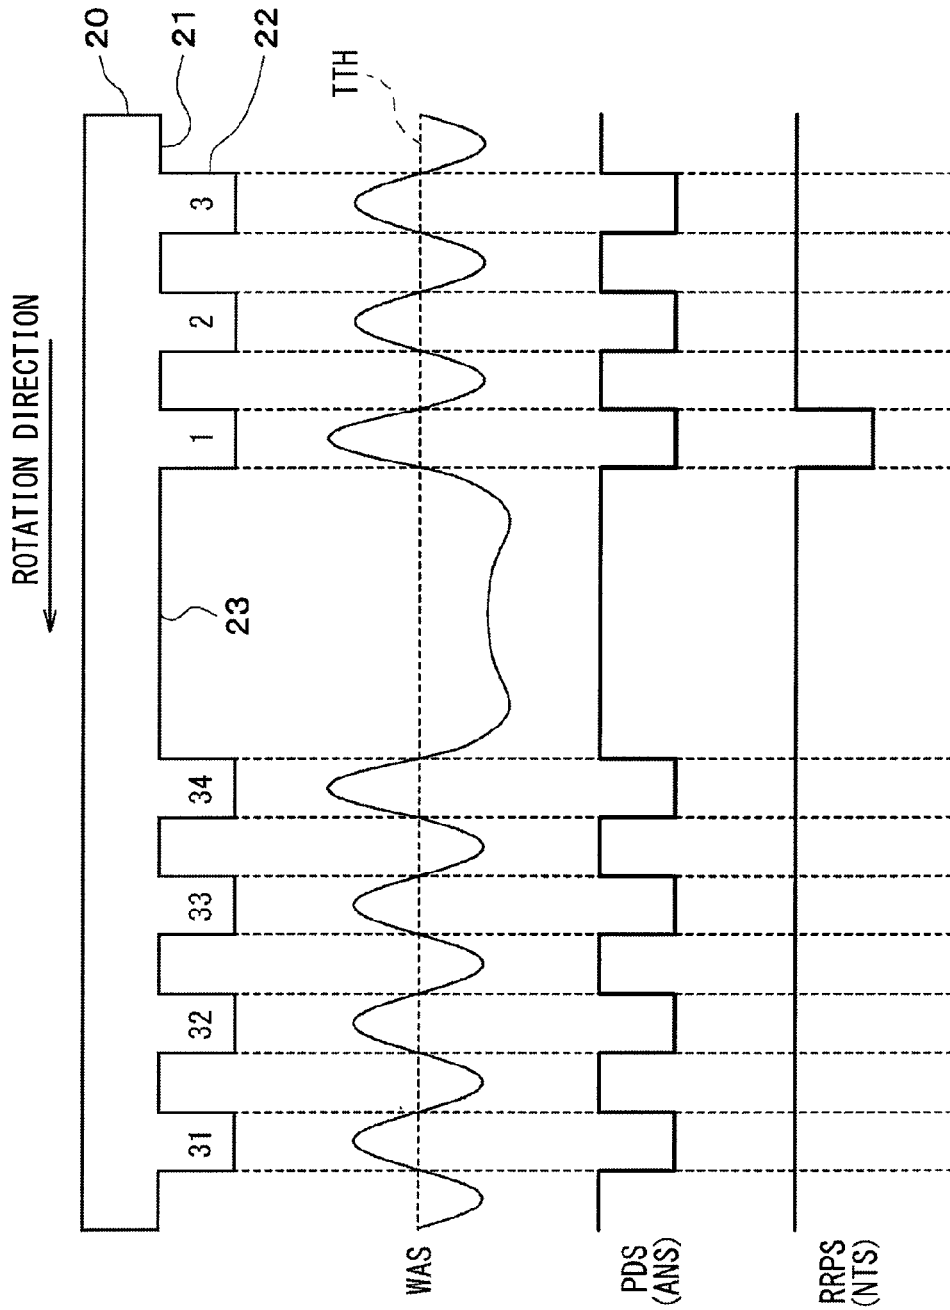 ROTATION DIRECTION
20
21
22
31 32 33 34 1 2 3
23
WAS
TTH
PDS
(ANS)
RRPS
(NTS)